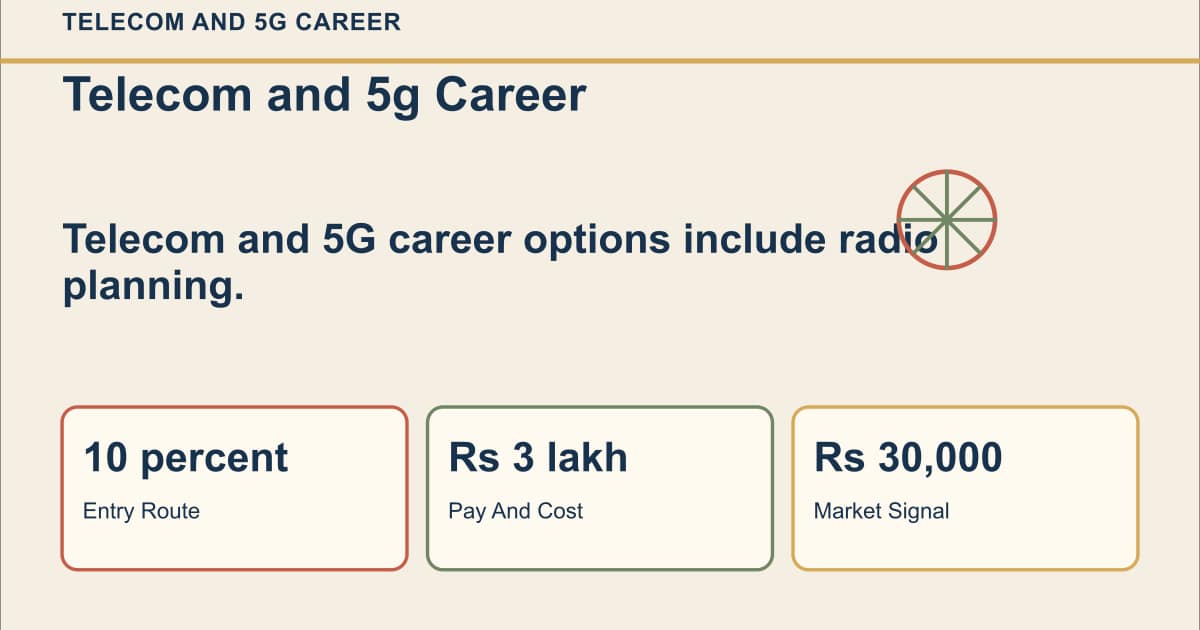 TELECOM AND 5G CAREER
Telecom and 5g Career
Telecom and 5G career options include radio
planning.
10 percent
Entry Route
Rs 3 lakh
Pay And Cost
Rs 30,000
Market Signal